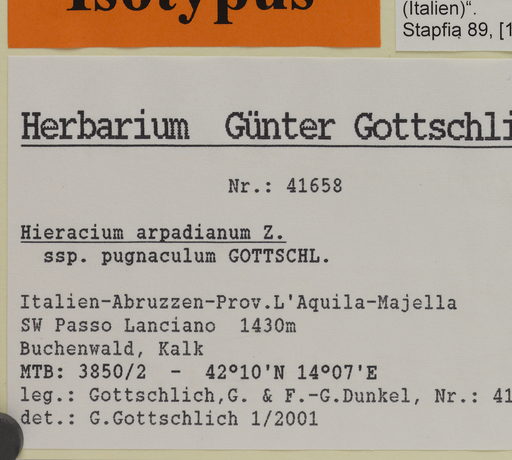 Isotypus
(Italien)“.
Stapfia 89, [1
Herbarium Günter Gottschli
Nr.: 41658
Hieracium arpadianum Z.
ssp. pugnaculum GOTTSCHL.
Italien-Abruzzen-Prov.L'Aquila-Majella
SW Passo Lanciano 1430m
Buchenwald, Kalk
MTB: 3850/2 - 42°10'N 14°07'E
leg.: Gottschlich,G. & F.-G.Dunkel, Nr.: 41
det.: G.Gottschlich 1/2001